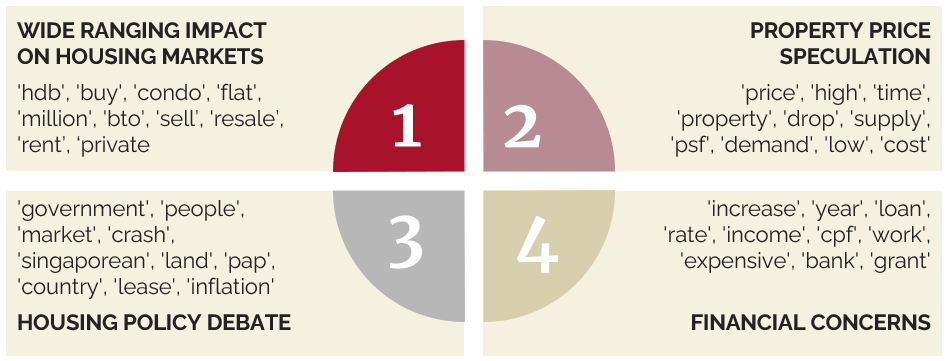 WIDE RANGING IMPACT
ON HOUSING MARKETS
'hdb', 'buy', 'condo', 'flat',
'million', 'bto', 'sell', 'resale',
'rent', 'private
1
PROPERTY PRICE
SPECULATION
'price', 'high', 'time',
'property', 'drop', 'supply',
'psf', 'demand', 'low', 'cost'
2
'government', 'people',
'market', 'crash',
'singaporean', 'land', 'pap',
'country', 'lease', 'inflation'
HOUSING POLICY DEBATE
3
'increase', 'year', 'loan',
'rate', 'income', 'cpf', 'work',
'expensive', 'bank', 'grant'
FINANCIAL CONCERNS
4